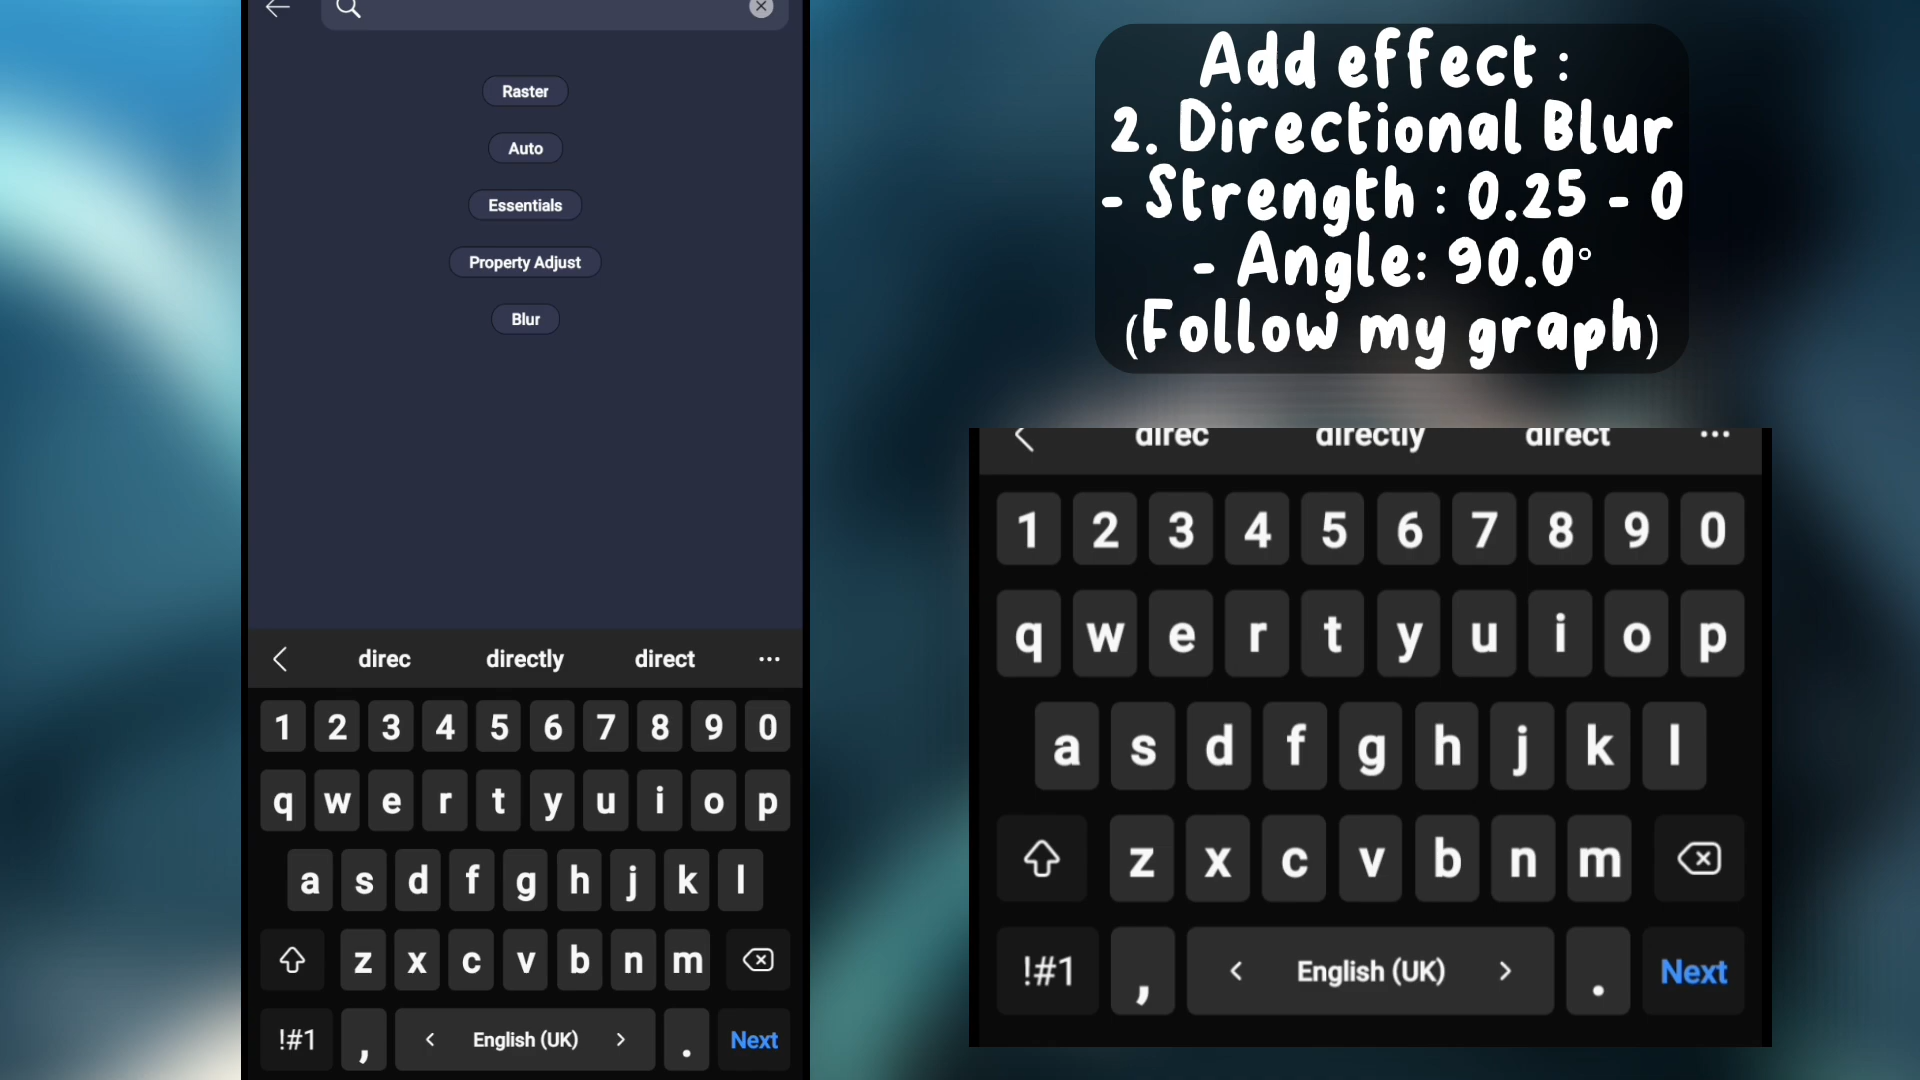 Raster
Auto
Essentials
Property Adjust
Blur
direc directly direct ...
1 2 3 4 5 6 7 8 9 0
q w e r t y u i o p
a s d f g h j k l
z x c v b n m
!#1 , < English (UK) > . Next
Add effect :
2. Directional Blur
- Strength : 0.25 - 0
- Angle: 90.0°
(Follow my graph)
direc directly direct ...
1 2 3 4 5 6 7 8 9 0
q w e r t y u i o p
a s d f g h j k l
z x c v b n m
!#1 , < English (UK) > . Next